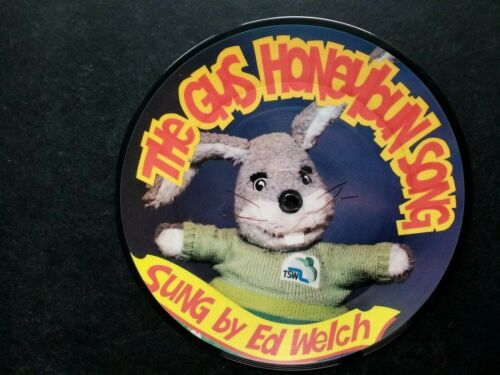 THE GUS HONEYBUN SONG
TSW
SUNG by Ed Welch